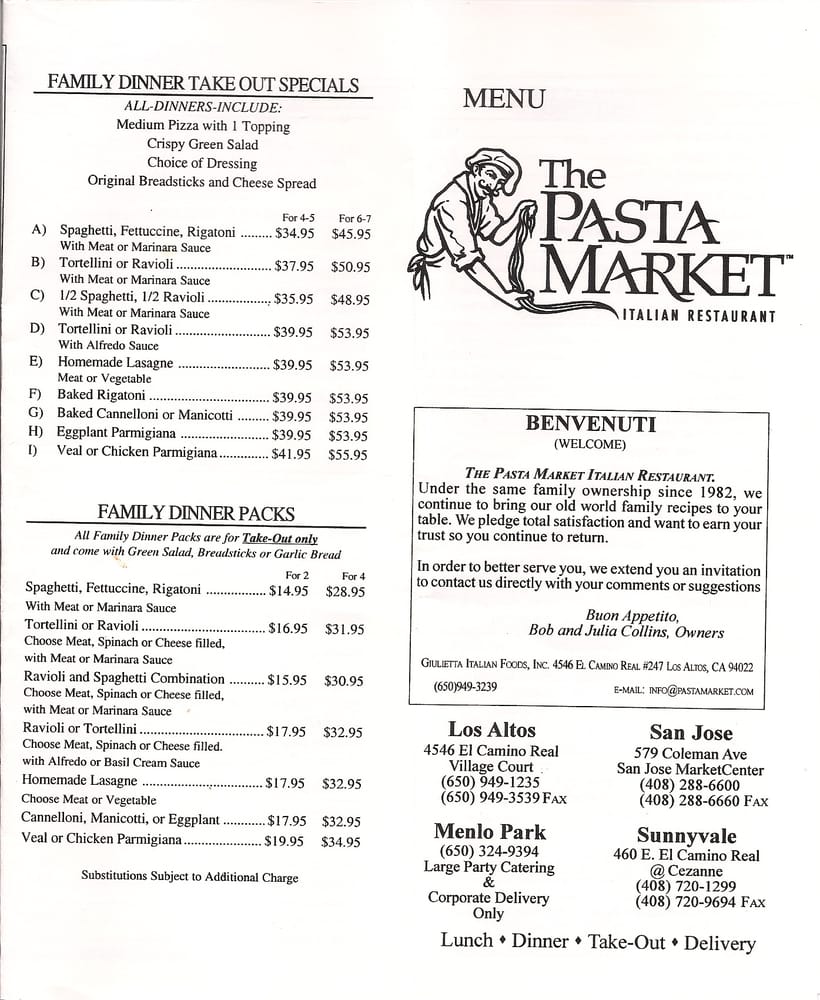 FAMILY DINNER TAKE OUT SPECIALS
ALL-DINNERS-INCLUDE:
Medium Pizza with 1 Topping
Crispy Green Salad
Choice of Dressing
Original Breadsticks and Cheese Spread
For 4-5 For 6-7
A) Spaghetti, Fettuccine, Rigatoni ......... $34.95 $45.95
With Meat or Marinara Sauce
B) Tortellini or Ravioli ............................ $37.95 $50.95
With Meat or Marinara Sauce
C) 1/2 Spaghetti, 1/2 Ravioli .................. $35.95 $48.95
With Meat or Marinara Sauce
D) Tortellini or Ravioli ............................ $39.95 $53.95
With Alfredo Sauce
E) Homemade Lasagne ........................... $39.95 $53.95
Meat or Vegetable
F) Baked Rigatoni ................................... $39.95 $53.95
G) Baked Cannelloni or Manicotti ......... $39.95 $53.95
H) Eggplant Parmigiana .......................... $39.95 $53.95
I) Veal or Chicken Parmigiana .............. $41.95 $55.95
FAMILY DINNER PACKS
All Family Dinner Packs are for Take-Out only
and come with Green Salad, Breadsticks or Garlic Bread
For 2 For 4
Spaghetti, Fettuccine, Rigatoni ................. $14.95 $28.95
With Meat or Marinara Sauce
Tortellini or Ravioli .................................... $16.95 $31.95
Choose Meat, Spinach or Cheese filled,
with Meat or Marinara Sauce
Ravioli and Spaghetti Combination .......... $15.95 $30.95
Choose Meat, Spinach or Cheese filled,
with Meat or Marinara Sauce
Ravioli or Tortellini .................................... $17.95 $32.95
Choose Meat, Spinach or Cheese filled.
with Alfredo or Basil Cream Sauce
Homemade Lasagne ................................... $17.95 $32.95
Choose Meat or Vegetable
Cannelloni, Manicotti, or Eggplant ............ $17.95 $32.95
Veal or Chicken Parmigiana ....................... $19.95 $34.95
Substitutions Subject to Additional Charge
MENU
The
PASTA
MARKET™
ITALIAN RESTAURANT
BENVENUTI
(WELCOME)
THE PASTA MARKET ITALIAN RESTAURANT.
Under the same family ownership since 1982, we
continue to bring our old world family recipes to your
table. We pledge total satisfaction and want to earn your
trust so you continue to return.
In order to better serve you, we extend you an invitation
to contact us directly with your comments or suggestions
Buon Appetito,
Bob and Julia Collins, Owners
GIULIETTA ITALIAN FOODS, INC. 4546 EL CAMINO REAL #247 LOS ALTOS, CA 94022
(650)949-3239 E-MAIL: INFO@PASTAMARKET.COM
Los Altos
4546 El Camino Real
Village Court
(650) 949-1235
(650) 949-3539 FAX
San Jose
579 Coleman Ave
San Jose MarketCenter
(408) 288-6600
(408) 288-6660 FAX
Menlo Park
(650) 324-9394
Large Party Catering
&
Corporate Delivery
Only
Sunnyvale
460 E. El Camino Real
@ Cezanne
(408) 720-1299
(408) 720-9694 FAX
Lunch ♦ Dinner ♦ Take-Out ♦ Delivery